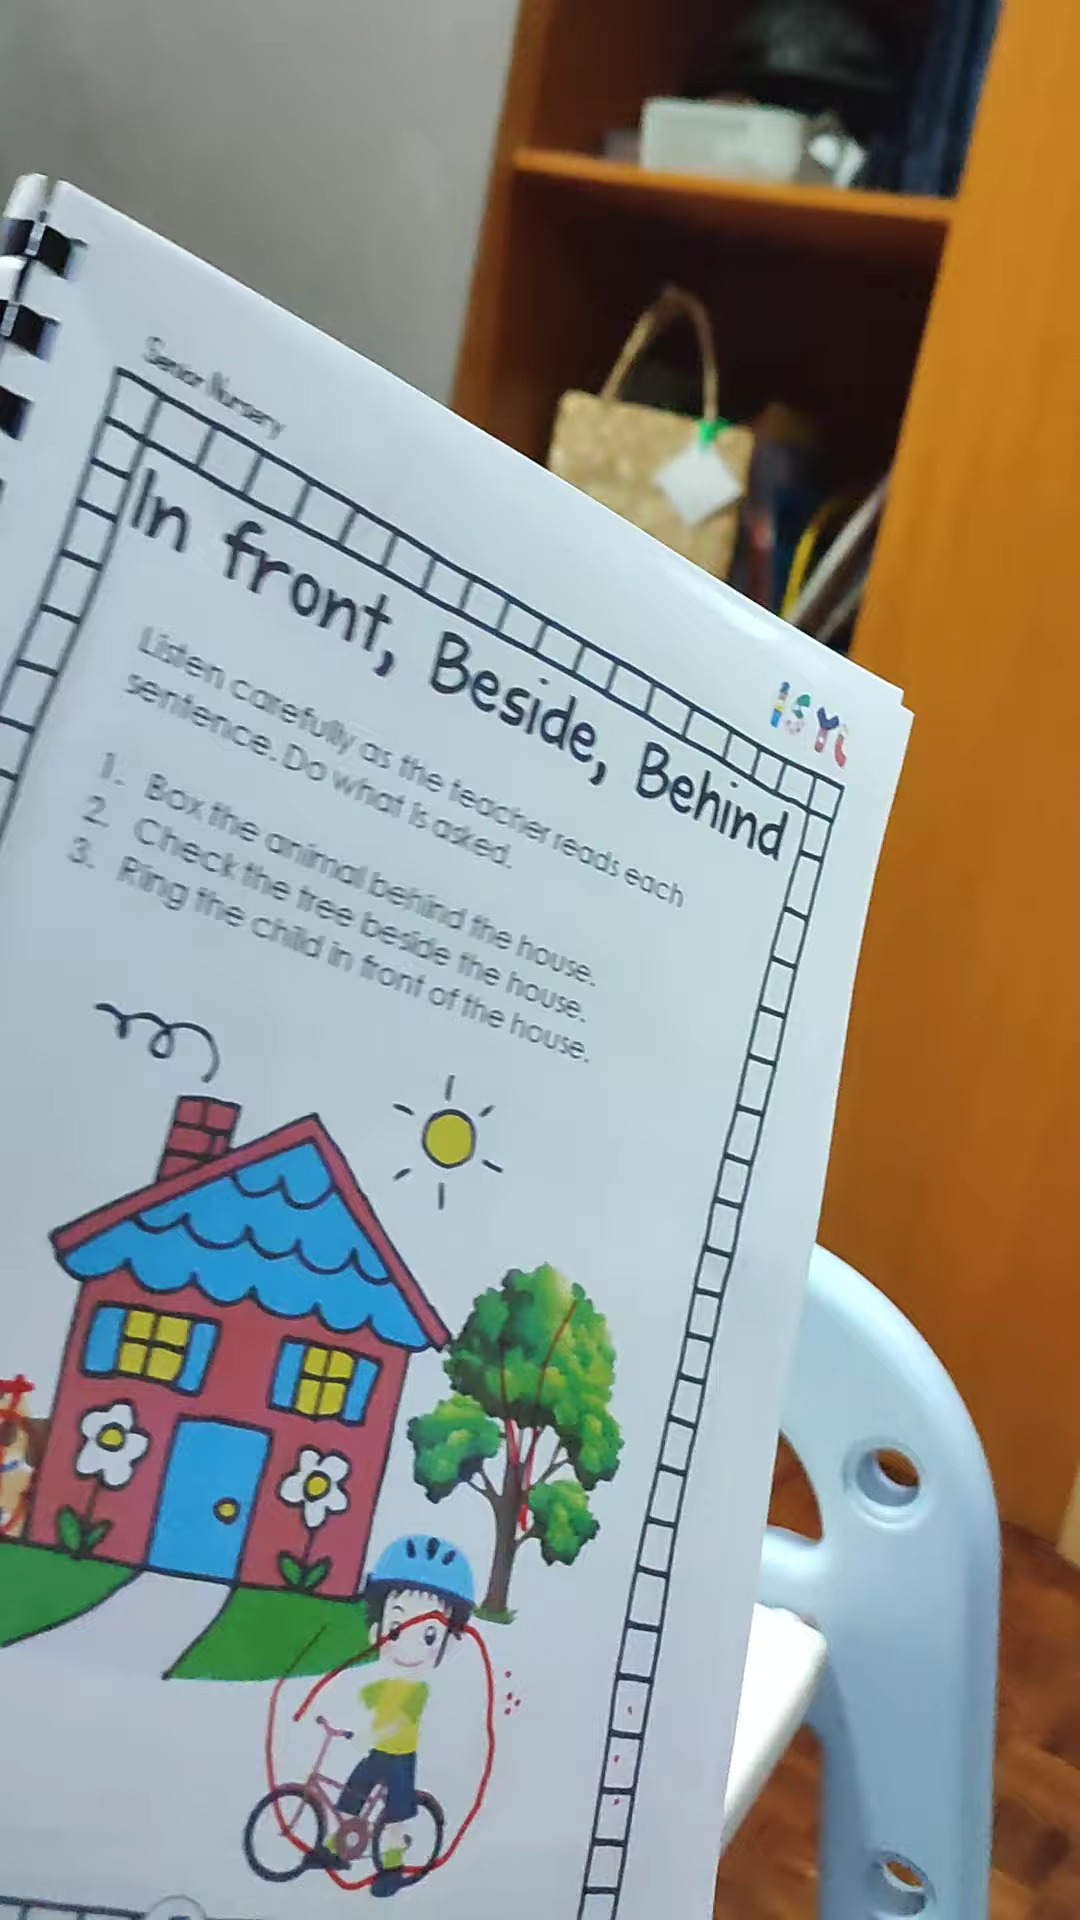 Senior Nursery
ISYC
In front, Beside, Behind
Listen carefully as the teacher reads each
sentence. Do what is asked.
1. Box the animal behind the house.
2. Check the tree beside the house.
3. Ring the child in front of the house.